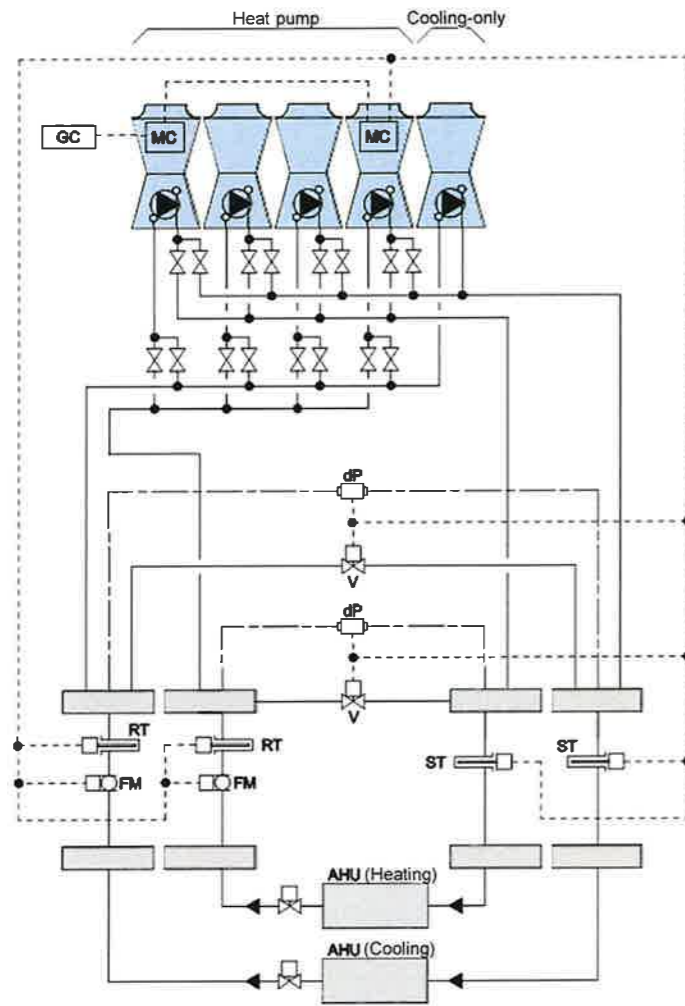 Heat pump Cooling-only
GC MC MC
dP
V
dP
V
RT RT
ST ST
FM FM
AHU (Heating)
AHU (Cooling)